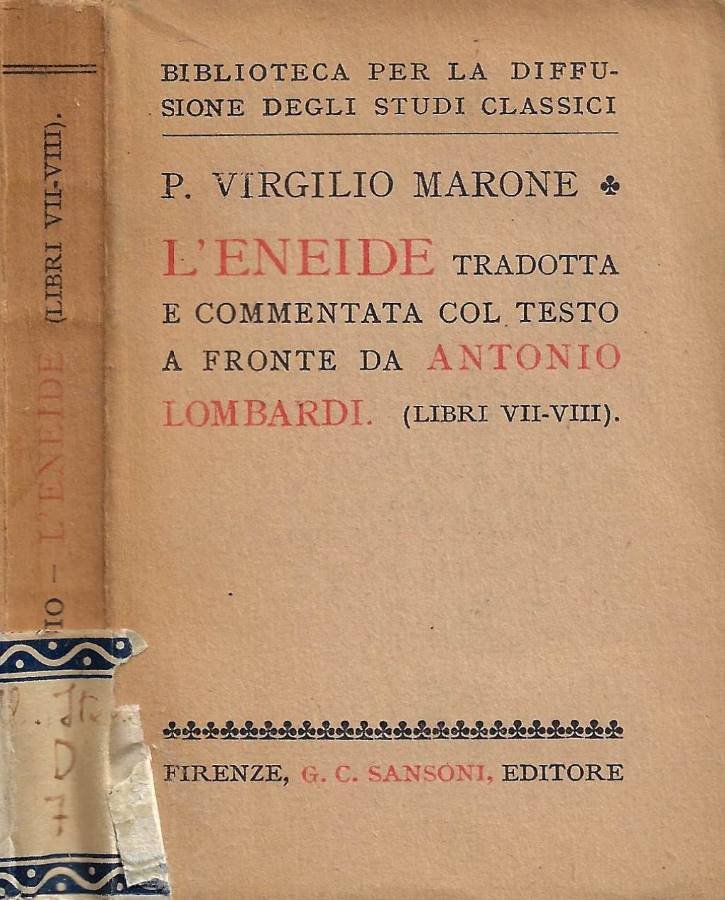 BIBLIOTECA PER LA DIFFU-
SIONE DEGLI STUDI CLASSICI
P. VIRGILIO MARONE ♣
L'ENEIDE TRADOTTA
E COMMENTATA COL TESTO
A FRONTE DA ANTONIO
LOMBARDI. (LIBRI VII-VIII).
FIRENZE, G. C. SANSONI, EDITORE
IO — L'ENEIDE (LIBRI VII-VIII).
D
7